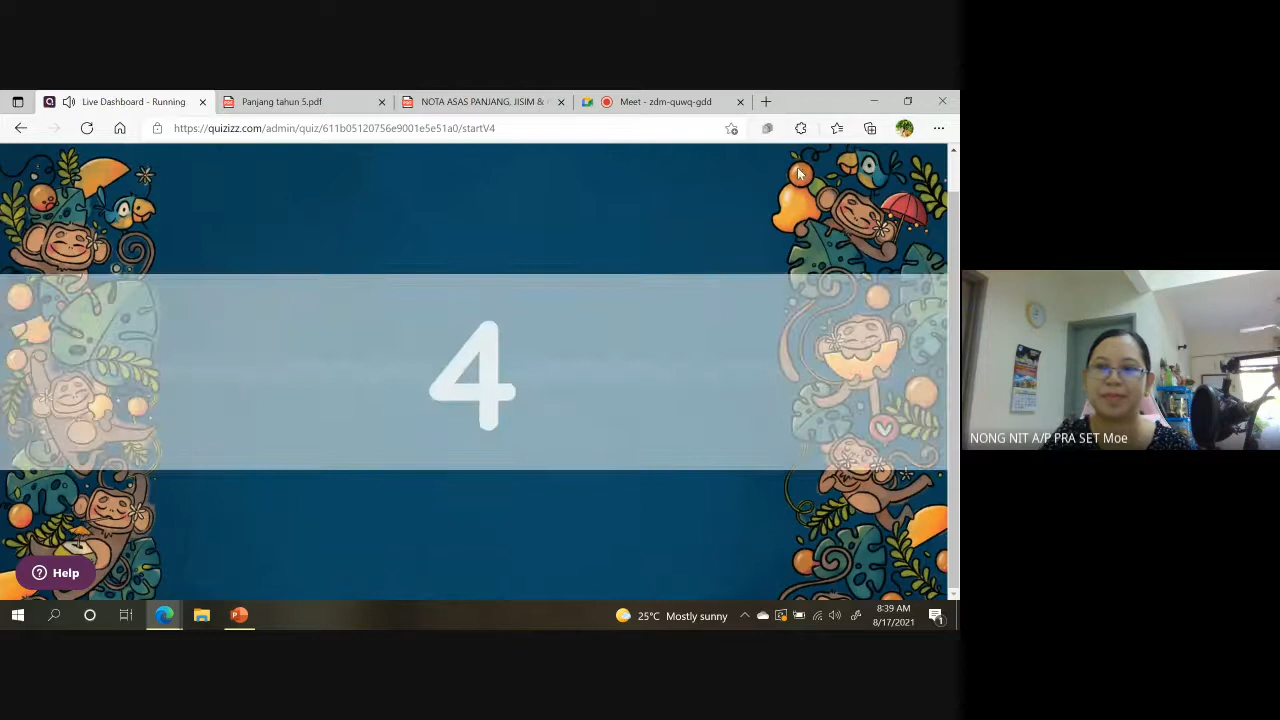 Live Dashboard - Running
Panjang tahun 5.pdf
NOTA ASAS PANJANG, JISIM &
Meet - zdm-quwq-gdd
https://quizizz.com/admin/quiz/611b05120756e9001e5e51a0/startV4
4
NONG NIT A/P PRA SET Moe
Help
25°C Mostly sunny
8:39 AM
8/17/2021
1